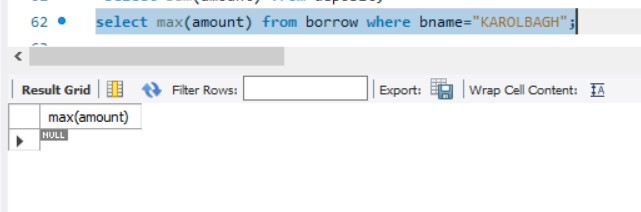 62 select max(amount) from borrow where bname="KAROLBAGH";
Result Grid Filter Rows: Export: Wrap Cell Content: IA
max(amount)
NULL